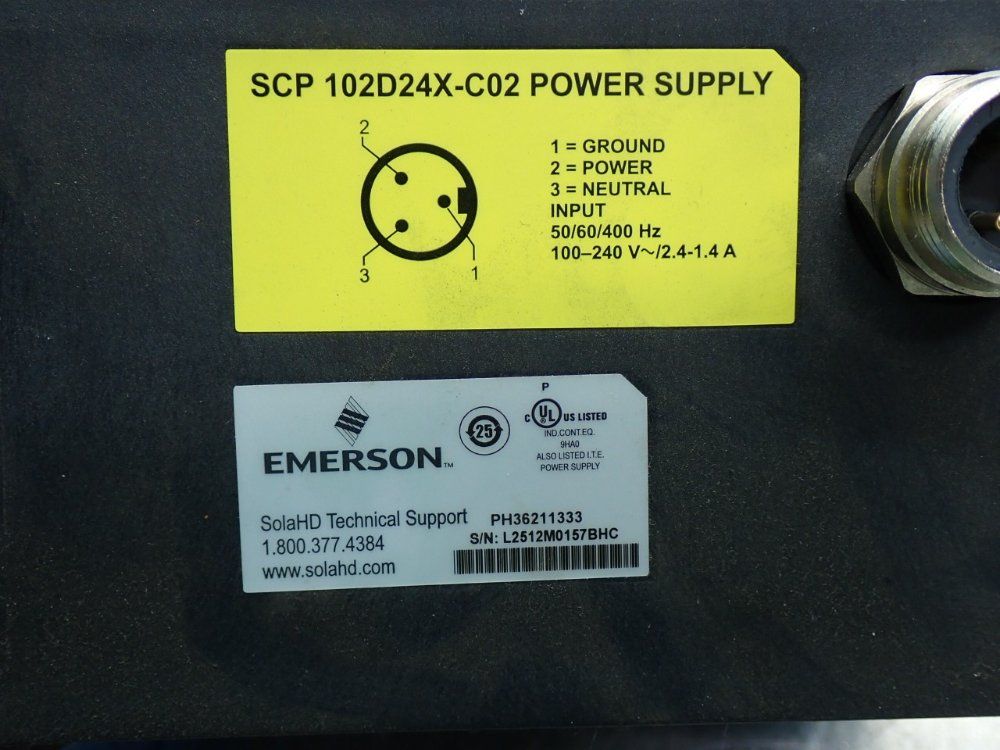 SCP 102D24X-C02 POWER SUPPLY
2
3
1
1 = GROUND
2 = POWER
3 = NEUTRAL
INPUT
50/60/400 Hz
100–240 V~/2.4-1.4 A
EMERSON™
25
P
c UL® US LISTED
IND.CONT.EQ.
9HA0
ALSO LISTED I.T.E.
POWER SUPPLY
SolaHD Technical Support
1.800.377.4384
www.solahd.com
PH36211333
S/N: L2512M0157BHC